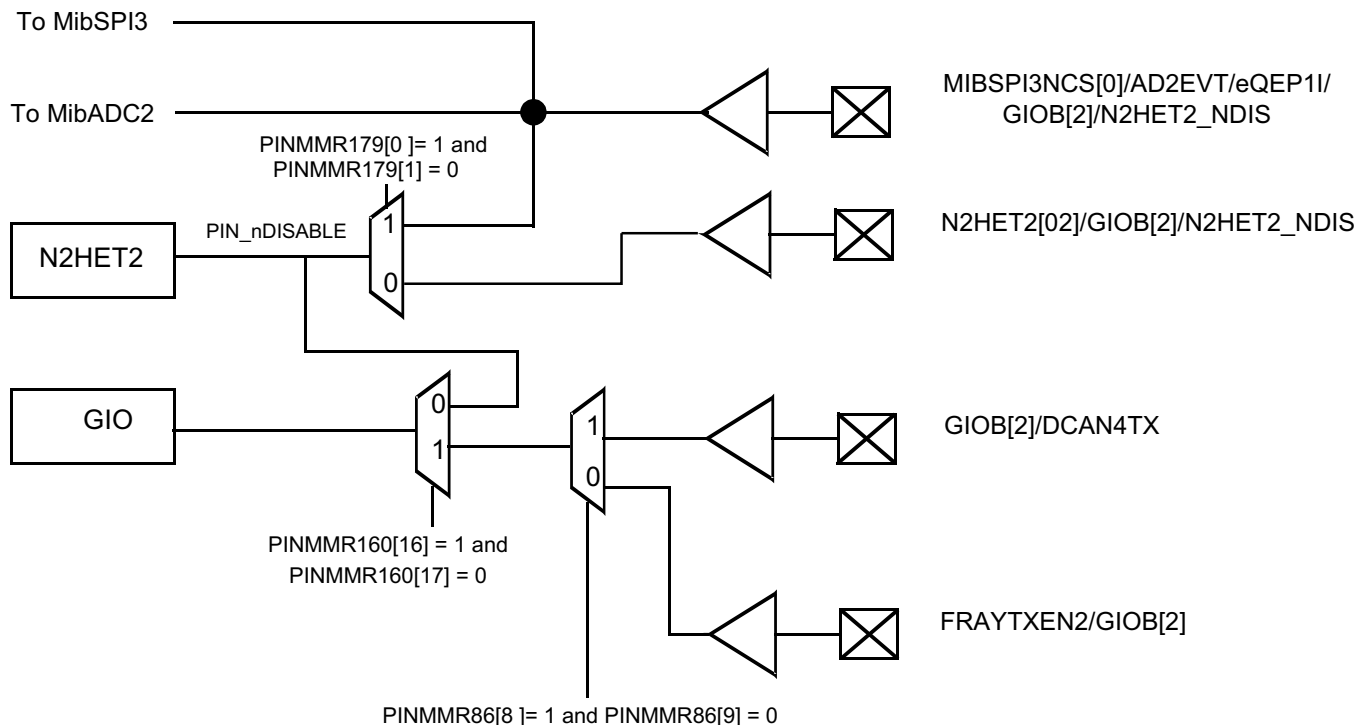 To MibSPI3
MIBSPI3NCS[0]/AD2EVT/eQEP1I/
GIOB[2]/N2HET2_NDIS
To MibADC2
PINMMR179[0 ]= 1 and
PINMMR179[1] = 0
1
N2HET2[02]/GIOB[2]/N2HET2_NDIS
PIN_nDISABLE
N2HET2
0
0
GIO
1
1
GIOB[2]/DCAN4TX
0
PINMMR160[16] = 1 and
PINMMR160[17] = 0
FRAYTXEN2/GIOB[2]
PINMMR86[8 ]= 1 and PINMMR86[9] = 0